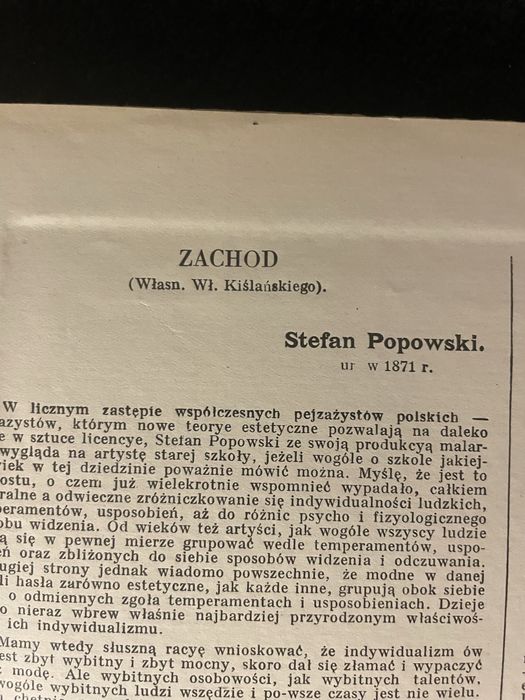 ZACHOD
(Własn. Wł. Kiślańskiego).
Stefan Popowski.
ur w 1871 r.
W licznym zastępie współczesnych pejzażystów polskich —
azystów, którym nowe teorye estetyczne pozwalają na daleko
e w sztuce licencye, Stefan Popowski ze swoją produkcyą malar-
wygląda na artystę starej szkoły, jeżeli wogóle o szkole jakiej-
iek w tej dziedzinie poważnie mówić można. Myślę, że jest to
ostu, o czem już wielekrotnie wspomnieć wypadało, całkiem
ralne a odwieczne zróżniczkowanie się indywidualności ludzkich,
peramentów, usposobień, aż do różnic psycho i fizyologicznego
obu widzenia. Od wieków też artyści, jak wogóle wszyscy ludzie
ą się w pewnej mierze grupować wedle temperamentów, uspo-
eń oraz zbliżonych do siebie sposobów widzenia i odczuwania.
ugiej strony jednak wiadomo powszechnie, że modne w danej
li hasła zarówno estetyczne, jak każde inne, grupują obok siebie
o odmiennych zgoła temperamentach i usposobieniach. Dzieje
o nieraz wbrew właśnie najbardziej przyrodzonym właściwoś-
ich indywidualizmu.
Mamy wtedy słuszną racyę wnioskować, że indywidualizm ów
est zbyt wybitny i zbyt mocny, skoro dał się złamać i wypaczyć
z modę. Ale wybitnych osobowości, jak wybitnych talentów,
wogóle wybitnych ludzi wszędzie i po-wsze czasy jest nie wielu.
chętnie